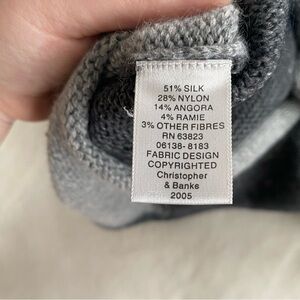 51% SILK
28% NYLON
14% ANGORA
4% RAMIE
3% OTHER FIBRES
RN 63823
06138- 8183
FABRIC DESIGN
COPYRIGHTED
Christopher
& Banks
2005